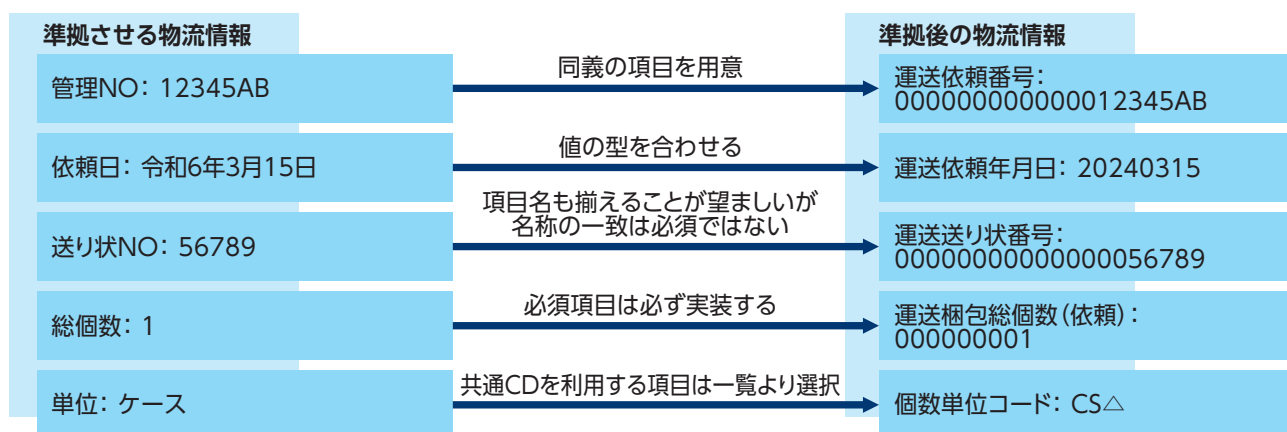 準拠させる物流情報
準拠後の物流情報
管理NO：12345AB
同義の項目を用意
運送依頼番号：
000000000000012345AB
依頼日：令和6年3月15日
値の型を合わせる
運送依頼年月日：20240315
送り状NO：56789
項目名も揃えることが望ましいが
名称の一致は必須ではない
運送送り状番号：
00000000000000056789
総個数：1
必須項目は必ず実装する
運送梱包総個数（依頼）：
000000001
単位：ケース
共通CDを利用する項目は一覧より選択
個数単位コード：CS△